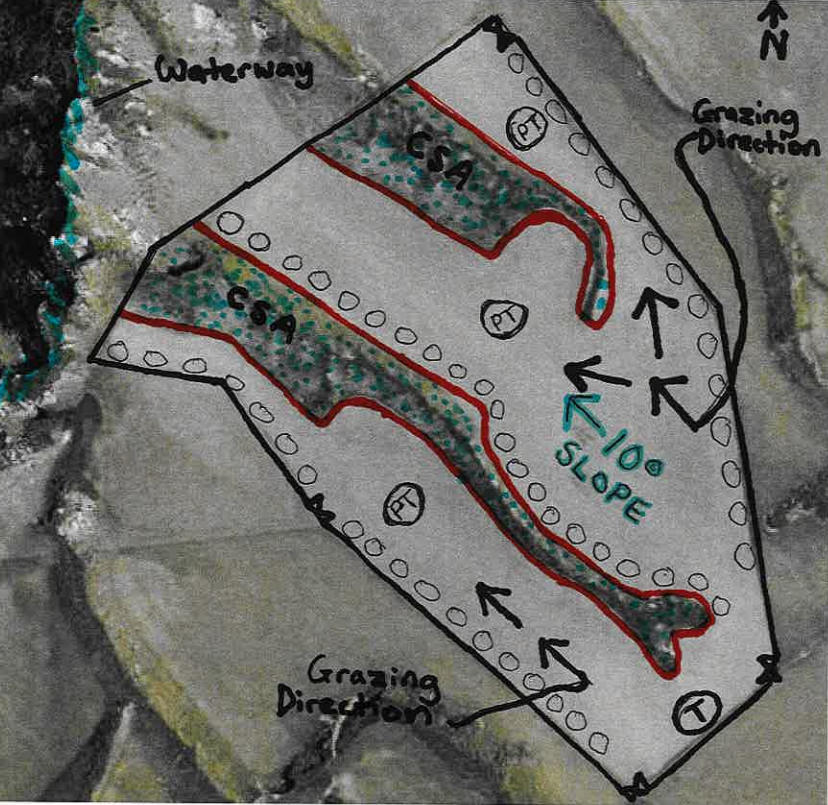 Waterway
N
Grazing
Direction
PT
CSA
PT
CSA
10°
SLOPE
PT
Grazing
Direction
T